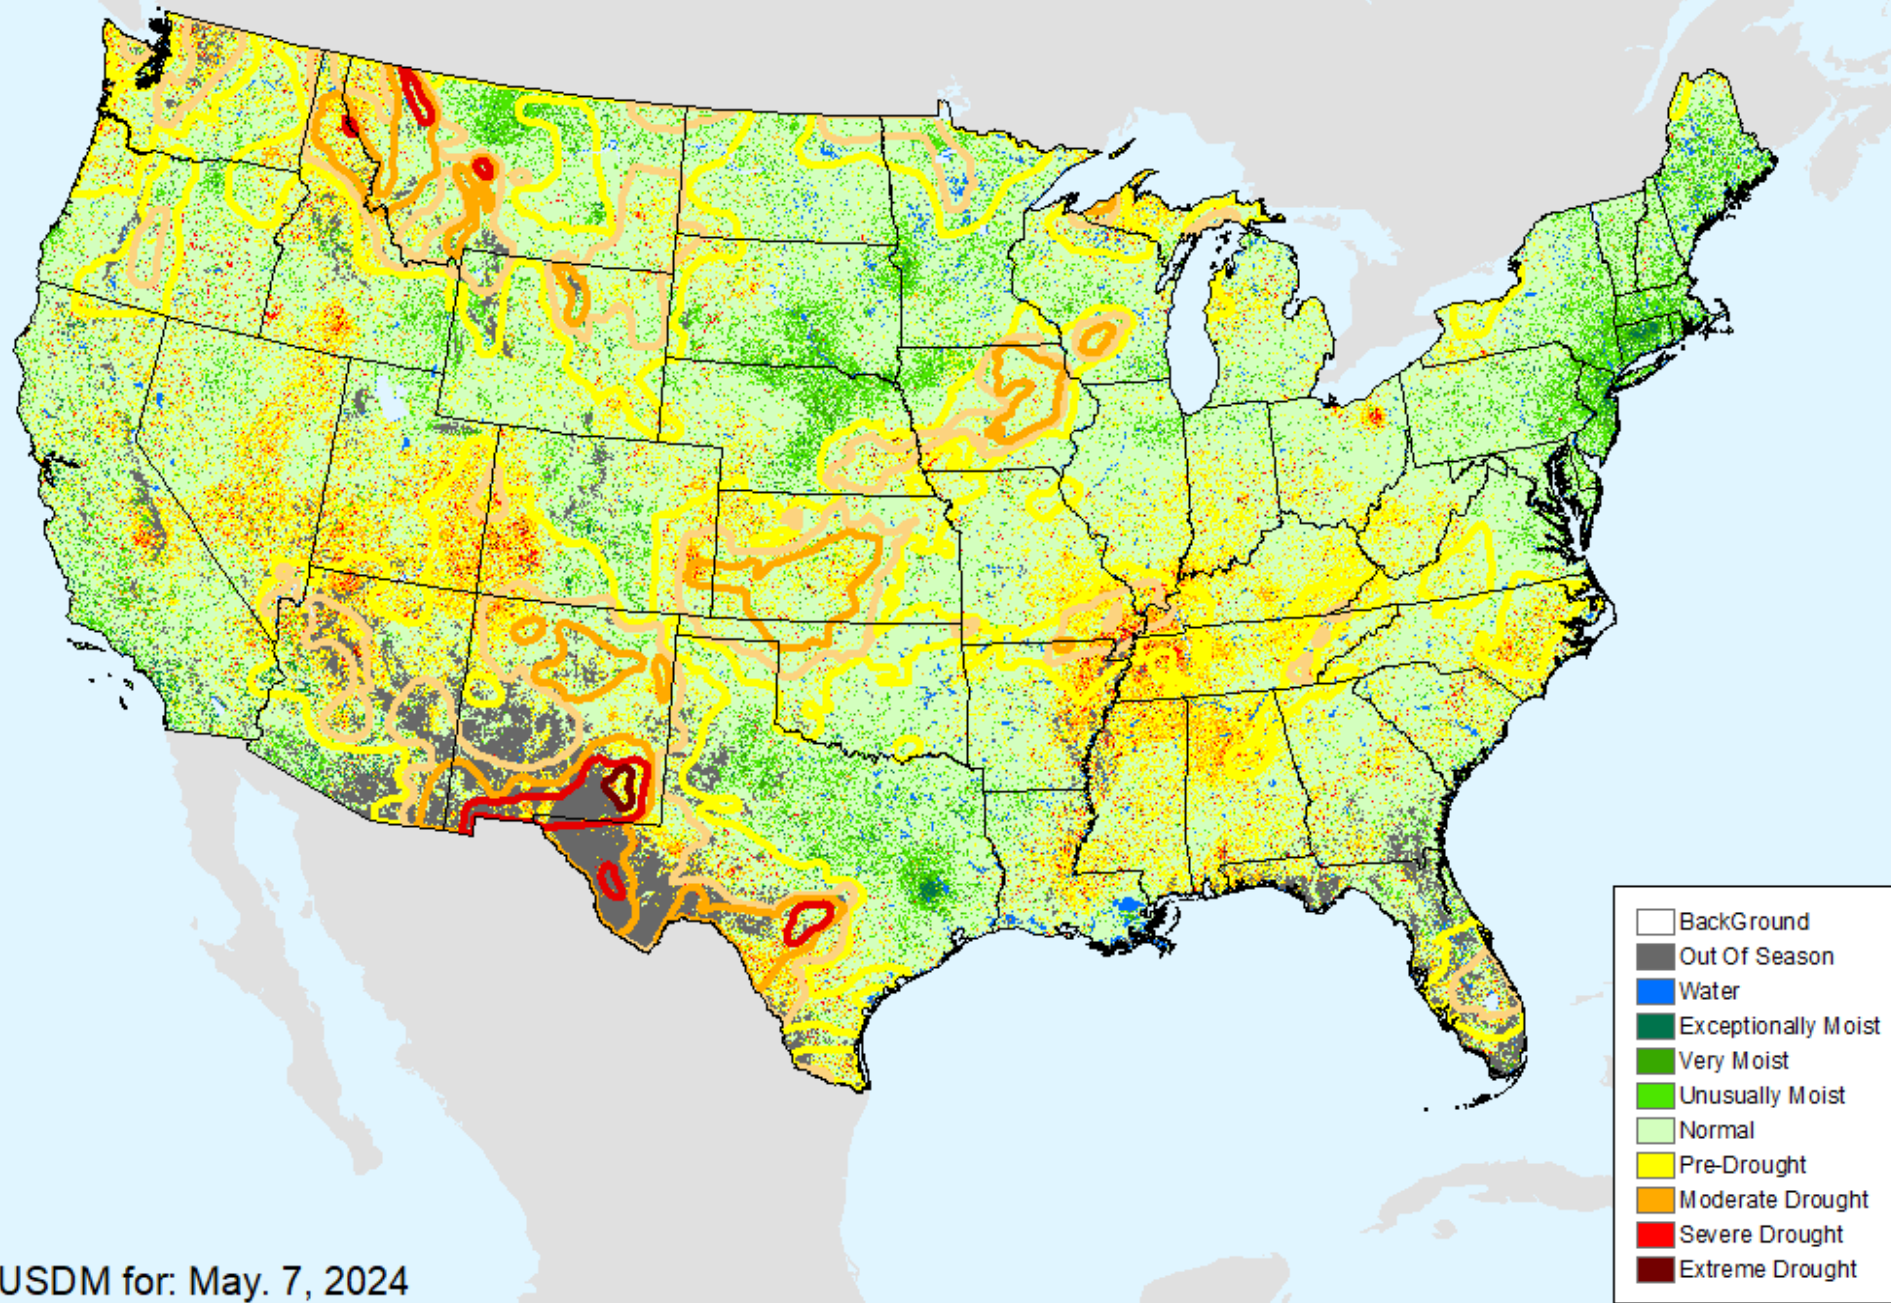 BackGround
Out Of Season
Water
Exceptionally Moist
Very Moist
Unusually Moist
Normal
Pre-Drought
Moderate Drought
Severe Drought
Extreme Drought
USDM for: May. 7, 2024